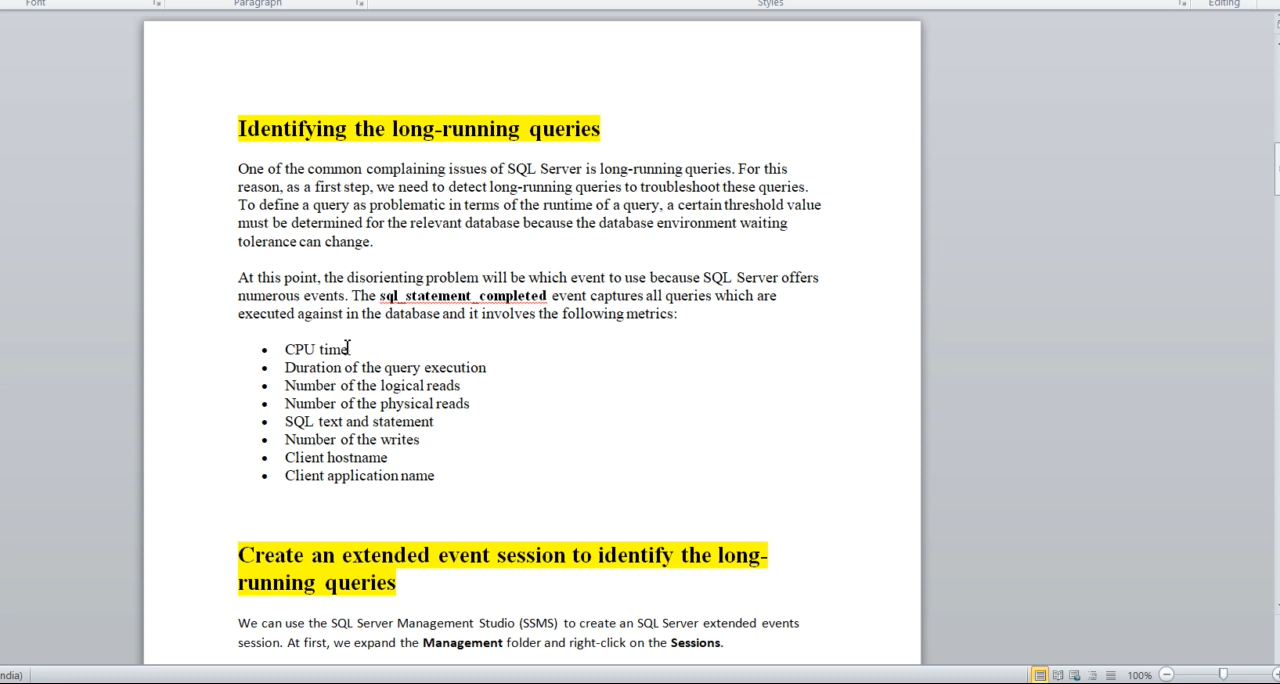 Font
Paragraph
Styles
Editing
Identifying the long-running queries
One of the common complaining issues of SQL Server is long-running queries. For this
reason, as a first step, we need to detect long-running queries to troubleshoot these queries.
To define a query as problematic in terms of the runtime of a query, a certain threshold value
must be determined for the relevant database because the database environment waiting
tolerance can change.
At this point, the disorienting problem will be which event to use because SQL Server offers
numerous events. The sql_statement_completed event captures all queries which are
executed against in the database and it involves the following metrics:
• CPU time
• Duration of the query execution
• Number of the logical reads
• Number of the physical reads
• SQL text and statement
• Number of the writes
• Client hostname
• Client application name
Create an extended event session to identify the long-
running queries
We can use the SQL Server Management Studio (SSMS) to create an SQL Server extended events
session. At first, we expand the Management folder and right-click on the Sessions.
ndia)
100%